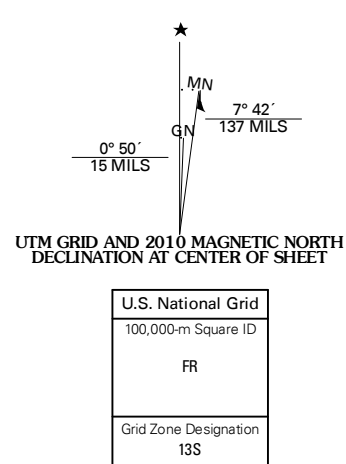 ★
MN
7° 42´
137 MILS
GN
0° 50´
15 MILS
UTM GRID AND 2010 MAGNETIC NORTH
DECLINATION AT CENTER OF SHEET
U.S. National Grid
100,000-m Square ID
FR
Grid Zone Designation
13S